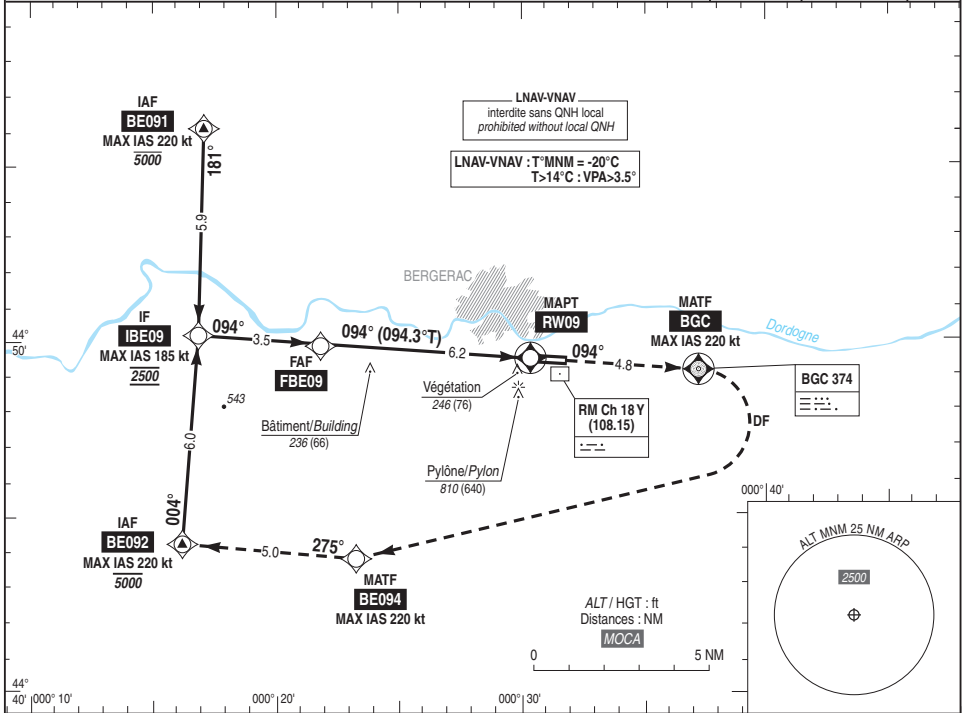 LNAV-VNAV
interdite sans QNH local
prohibited without local QNH
LNAV-VNAV : T°MNM = -20°C
T>14°C : VPA>3.5°
IAF
BE091
MAX IAS 220 kt
5000
181°
5.9
BERGERAC
Dordogne
IF
IBE09
MAX IAS 185 kt
2500
094°
3.5
FAF
FBE09
094° (094.3°T)
6.2
MAPT
RW09
094°
4.8
MATF
BGC
MAX IAS 220 kt
BGC 374
DF
543
Bâtiment/Building
236 (66)
Végétation
246 (76)
Pylône/Pylon
810 (640)
RM Ch 18 Y
(108.15)
6.0
004°
IAF
BE092
MAX IAS 220 kt
5000
5.0
275°
MATF
BE094
MAX IAS 220 kt
ALT / HGT : ft
Distances : NM
MOCA
0
5 NM
000° 40'
ALT MNM 25 NM ARP
2500
44°
50'
44°
40'
000° 10'
000° 20'
000° 30'